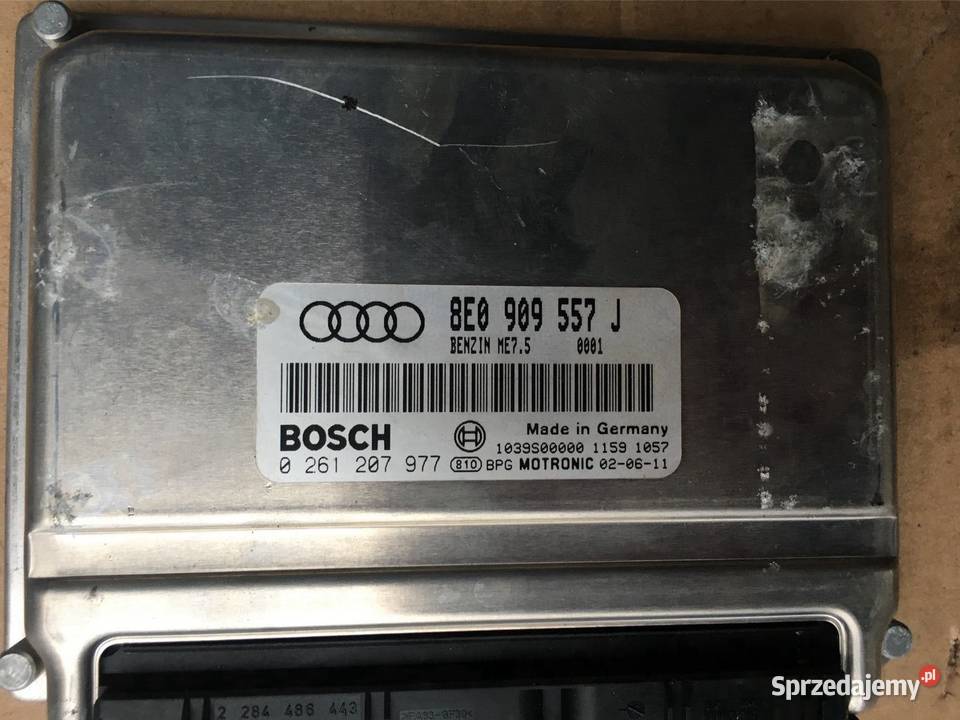 8E0 909 557 J
BENZIN ME7.5 0001
BOSCH
Made in Germany
1039S00000 1159 1057
0 261 207 977 810 BPG MOTRONIC 02-06-11
2 284 486 443
Sprzedajemy.pl